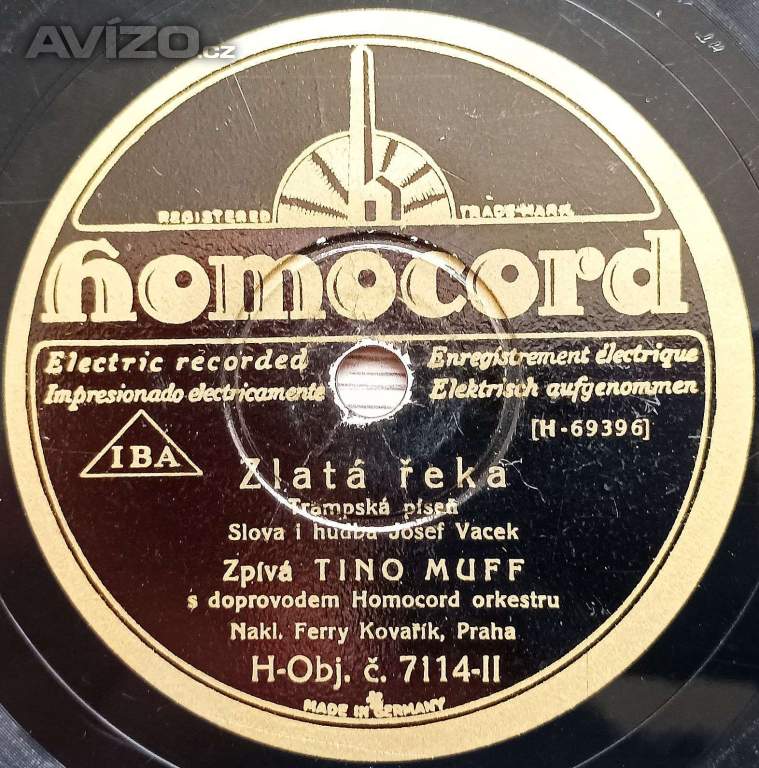 AVÍZO.cz
REGISTERED TRADE-MARK
homocord
Electric recorded Enregistrement électrique
Impresionado electricamente Elektrisch aufgenommen
[H-69396]
IBA
Zlatá řeka
Trampská píseň
Slova i hudba Josef Vacek
Zpívá TINO MUFF
s doprovodem Homocord orkestru
Nakl. Ferry Kovařík, Praha
H-Obj. č. 7114-II
MADE IN GERMANY